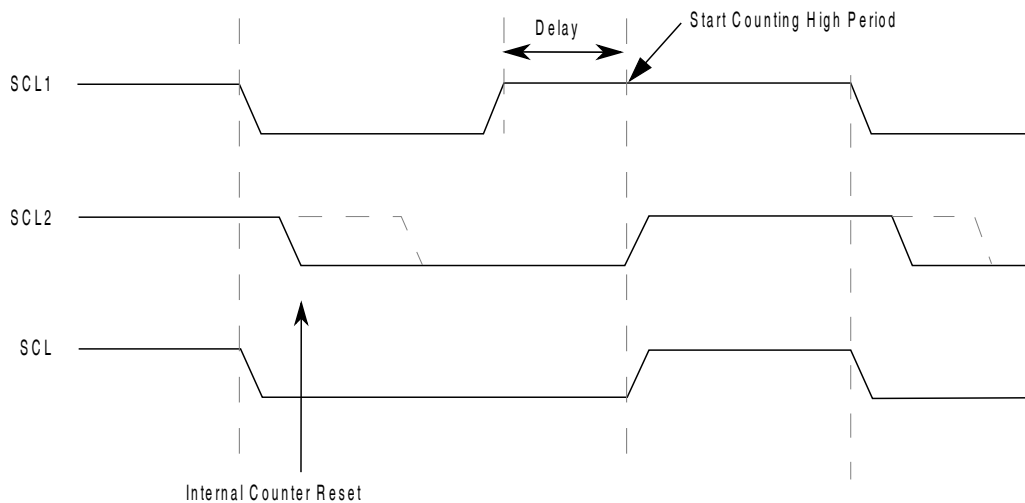 Start Counting High Period
Delay
SCL1
SCL2
SCL
Internal Counter Reset